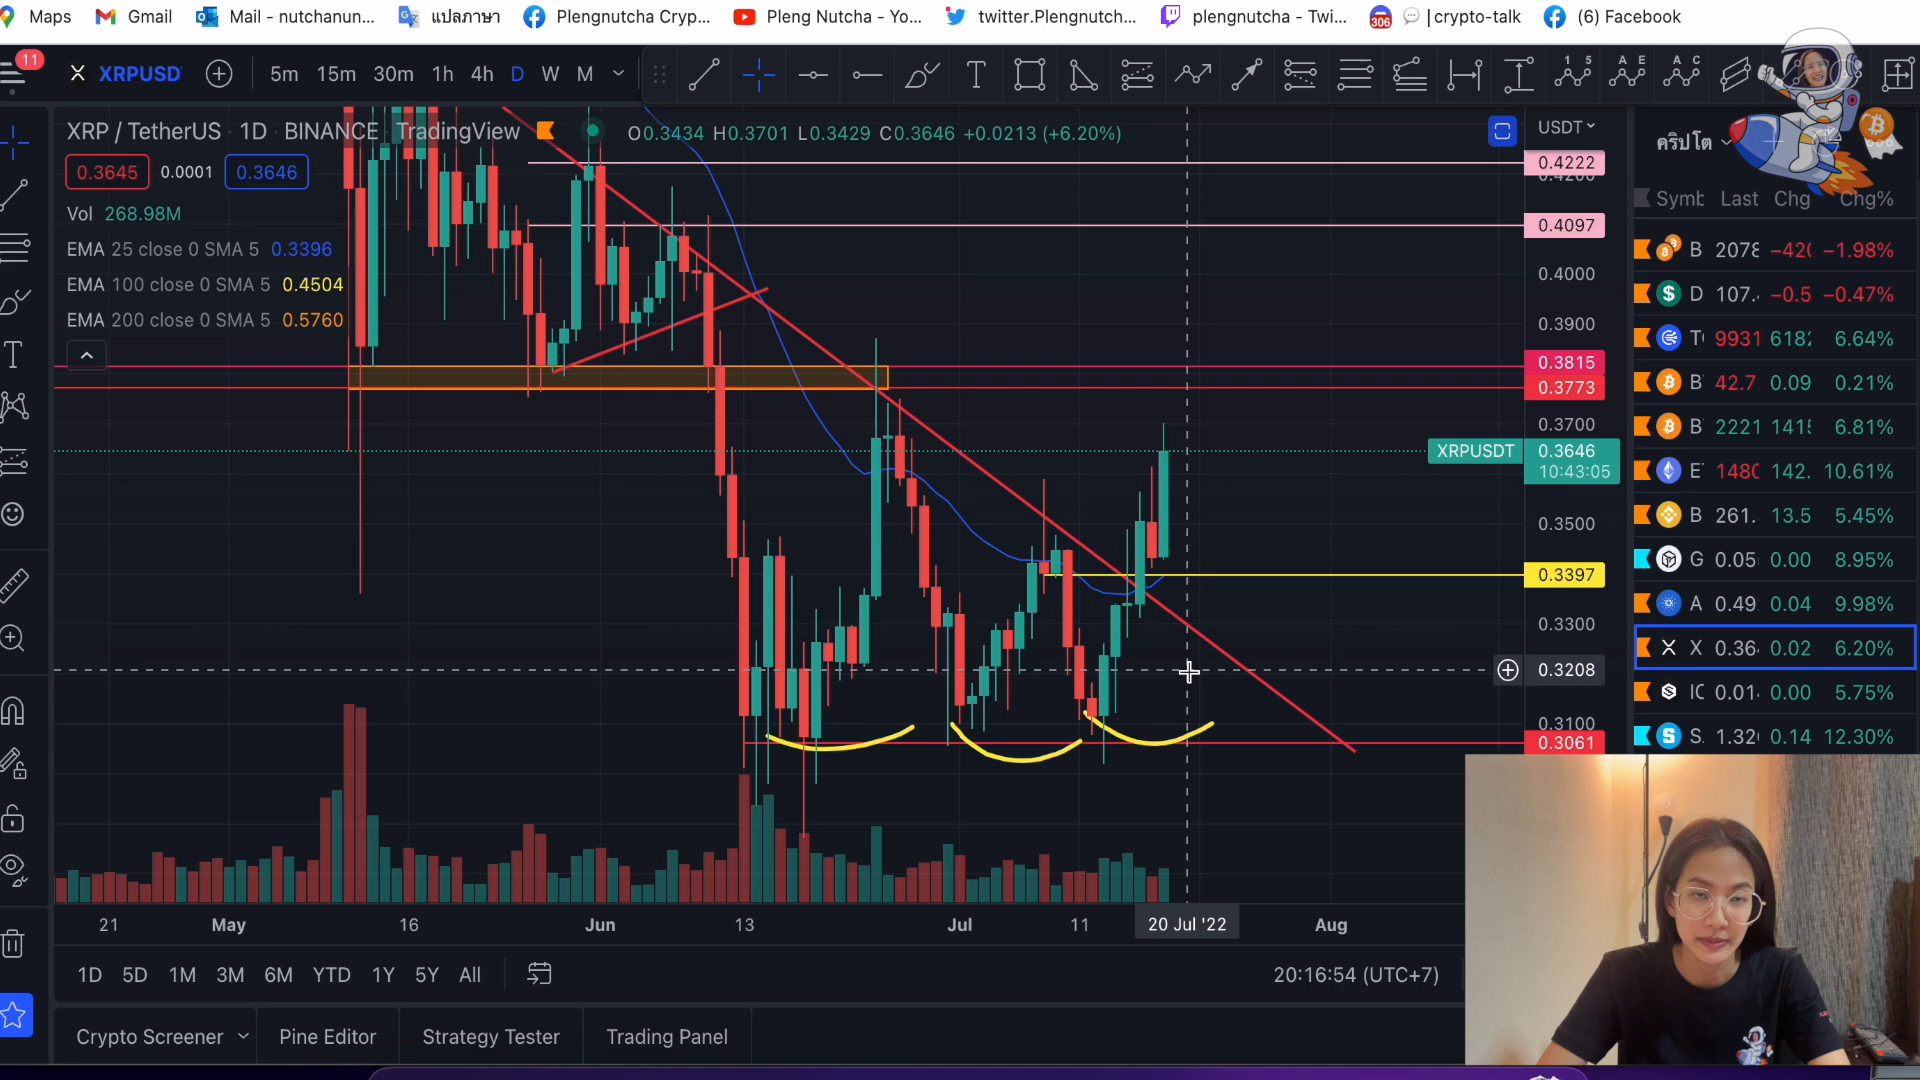 Maps Gmail Mail - nutchanun... แปลภาษา Plengnutcha Cryp... Pleng Nutcha - Yo... twitter.Plengnutch... plengnutcha - Twi... 306 | crypto-talk (6) Facebook
11 XRPUSD 5m 15m 30m 1h 4h D W M
XRP / TetherUS · 1D · BINANCE TradingView O0.3434 H0.3701 L0.3429 C0.3646 +0.0213 (+6.20%) USDT
0.3645 0.0001 0.3646
Vol 268.98M
EMA 25 close 0 SMA 5 0.3396
EMA 100 close 0 SMA 5 0.4504
EMA 200 close 0 SMA 5 0.5760
0.4222
0.4200
0.4097
0.4000
0.3900
0.3815
0.3773
0.3700
XRPUSDT 0.3646
10:43:05
0.3500
0.3397
0.3300
0.3208
0.3100
0.3061
คริปโต
Symb Last Chg Chg%
B 2078 −420 −1.98%
D 107. −0.5 −0.47%
T 9931 6182 6.64%
B 42.7 0.09 0.21%
B 2221 1415 6.81%
E 1480 142. 10.61%
B 261. 13.5 5.45%
G 0.05 0.00 8.95%
A 0.49 0.04 9.98%
X 0.36 0.02 6.20%
IC 0.01 0.00 5.75%
S. 1.32 0.14 12.30%
21 May 16 Jun 13 Jul 11 20 Jul '22 Aug
1D 5D 1M 3M 6M YTD 1Y 5Y All 20:16:54 (UTC+7)
Crypto Screener Pine Editor Strategy Tester Trading Panel